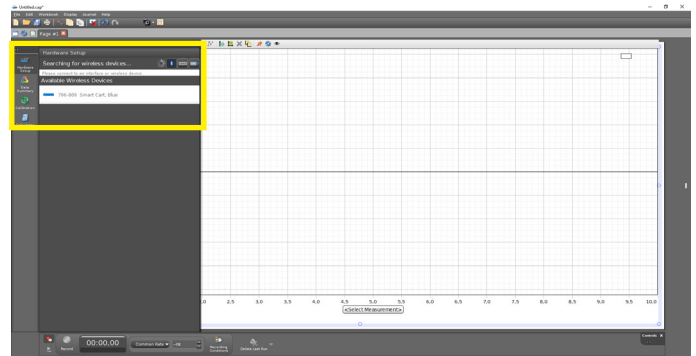 Untitled.cap*
File Edit Workbook Display Journal Help
Page #1
Hardware Setup
Hardware Setup
Searching for wireless devices...
Please connect to an interface or wireless device
Data Summary
Available Wireless Devices
796-806 Smart Cart, Blue
Calibration
.0 2.5 3.0 3.5 4.0 4.5 5.0 5.5 6.0 6.5 7.0 7.5 8.0 8.5 9.0 9.5 10.0
<Select Measurement>
Controls X
Record
00:00.00
Common Rate
Recording Conditions
Delete Last Run